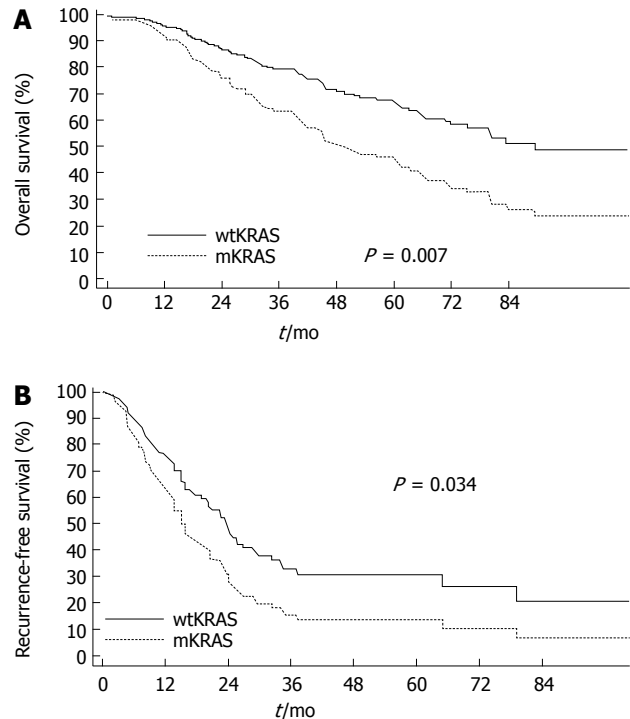 A
Overall survival (%)
100
90
80
70
60
50
40
30
20
10
0
wtKRAS
mKRAS
P = 0.007
0 12 24 36 48 60 72 84
t/mo
B
Recurrence-free survival (%)
100
90
80
70
60
50
40
30
20
10
0
P = 0.034
wtKRAS
mKRAS
0 12 24 36 48 60 72 84
t/mo